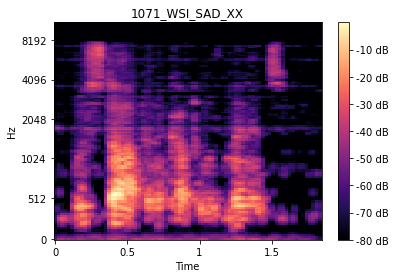 1071_WSI_SAD_XX
8192
4096
2048
1024
512
0
Hz
0
0.5
1
1.5
Time
-10 dB
-20 dB
-30 dB
-40 dB
-50 dB
-60 dB
-70 dB
-80 dB